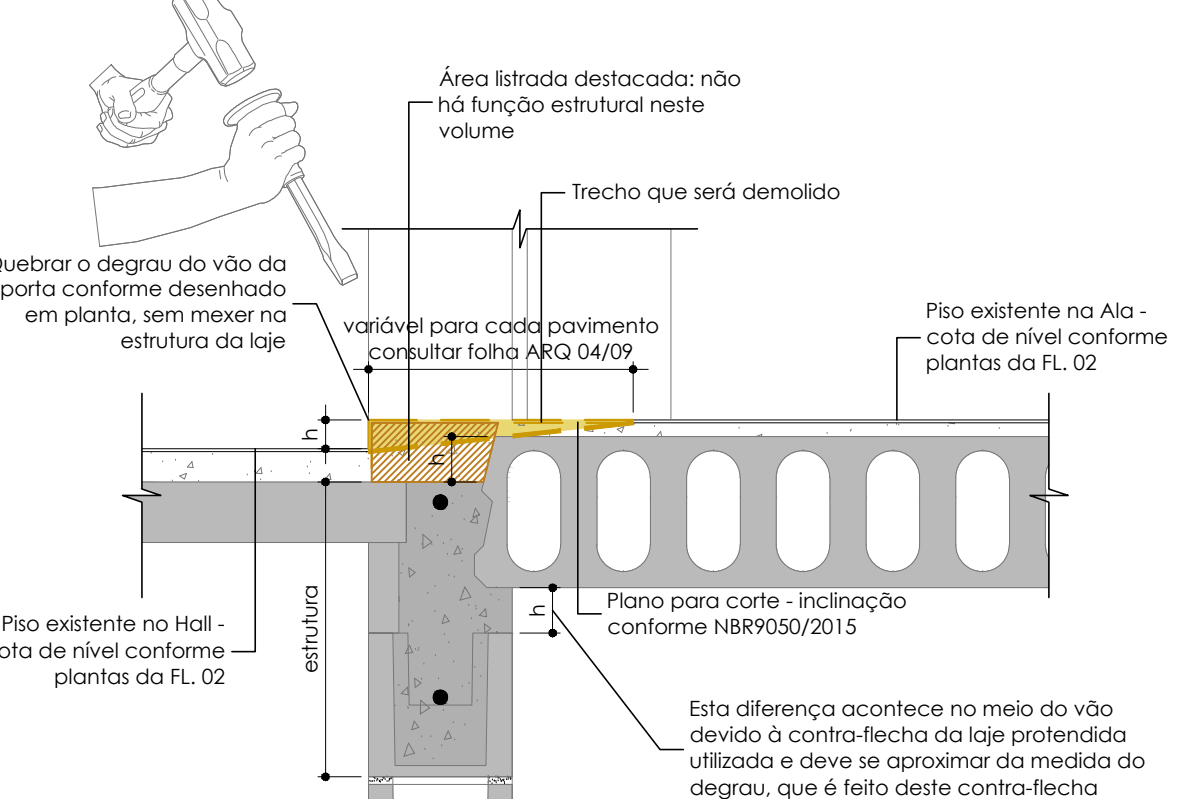 Área listrada destacada: não
há função estrutural neste
volume
Trecho que será demolido
Quebrar o degrau do vão da
porta conforme desenhado
em planta, sem mexer na
estrutura da laje
variável para cada pavimento
consultar folha ARQ 04/09
Piso existente na Ala -
cota de nível conforme
plantas da FL. 02
h
h
estrutura
h
Piso existente no Hall -
cota de nível conforme
plantas da FL. 02
Plano para corte - inclinação
conforme NBR9050/2015
Esta diferença acontece no meio do vão
devido à contra-flecha da laje protendida
utilizada e deve se aproximar da medida do
degrau, que é feito deste contra-flecha